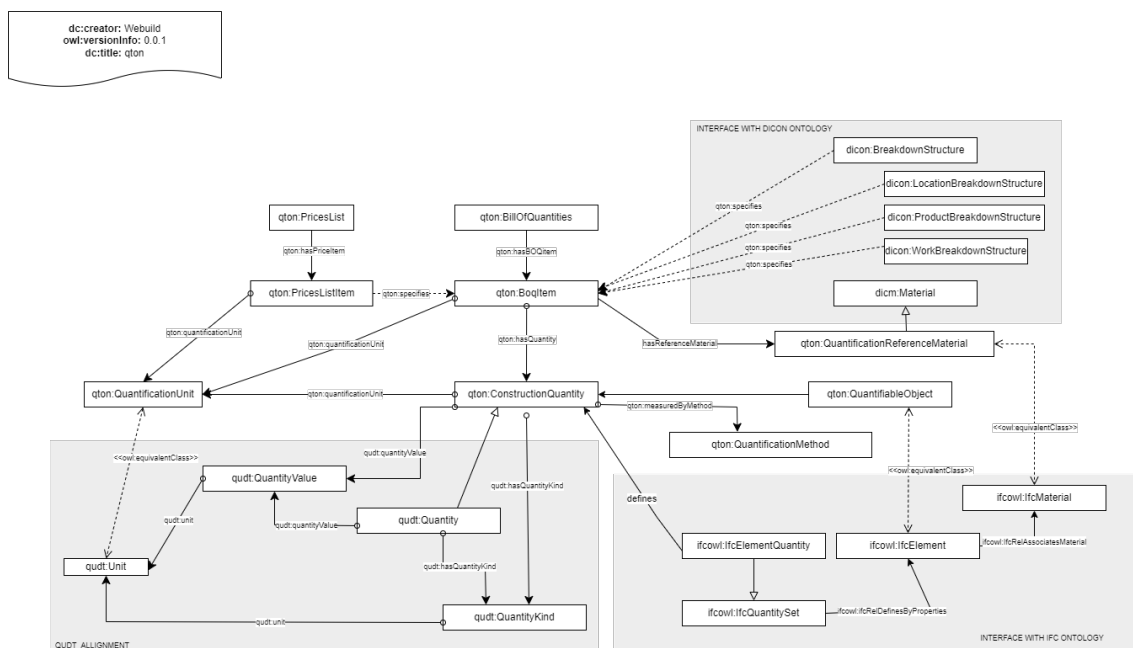 dc:creator: Webuild
owl:versionInfo: 0.0.1
dc:title: qton
INTERFACE WITH DICON ONTOLOGY
dicon:BreakdownStructure
dicon:LocationBreakdownStructure
qton:specifies
qton:PricesList
qton:BillOfQuantities
dicon:ProductBreakdownStructure
qton:specifies
qton:hasPriceItem
qton:hasBOQitem
qton:specifies
dicon:WorkBreakdownStructure
qton:specifies
qton:PricesListItem
qton:specifies
qton:BoqItem
dicm:Material
qton:quantificationUnit
qton:quantificationUnit
qton:hasQuantity
hasReferenceMaterial
qton:QuantificationReferenceMaterial
qton:QuantificationUnit
qton:quantificationUnit
qton:ConstructionQuantity
qton:measuredByMethod
qton:QuantifiableObject
<<owl:equivalentClass>>
qton:QuantificationMethod
<<owl:equivalentClass>>
qudt:quantityValue
<<owl:equivalentClass>>
qudt:QuantityValue
qudt:hasQuantityKind
defines
ifcowl:IfcMaterial
qudt:unit
qudt:quantityValue
qudt:Quantity
ifcowl:IfcElementQuantity
ifcowl:IfcElement
ifcowl:IfcRelAssociatesMaterial
qudt:Unit
qudt:hasQuantityKind
qudt:unit
qudt:QuantityKind
ifcowl:IfcQuantitySet
ifcowl:ifcRelDefinesByProperties
QUDT ALLIGNMENT
INTERFACE WITH IFC ONTOLOGY